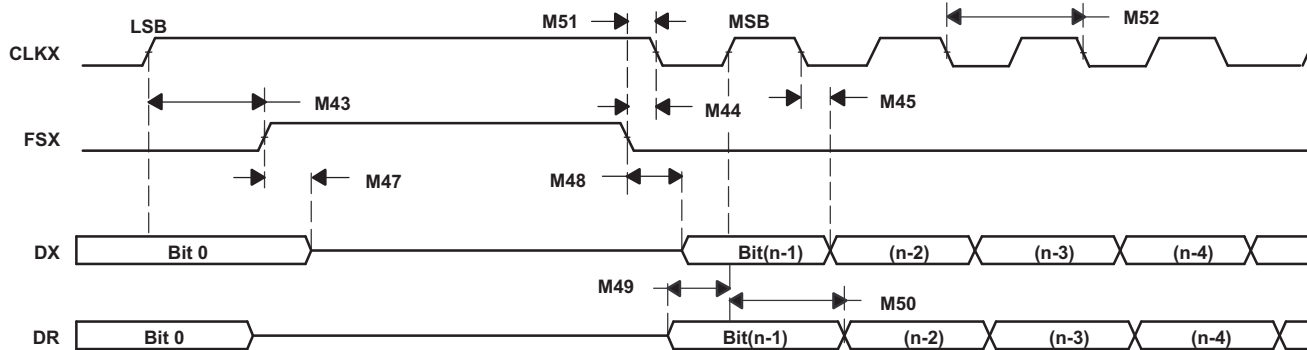 LSB
M51
MSB
M52
CLKX
M43
M44
M45
FSX
M47
M48
DX
Bit 0
Bit(n-1)
(n-2)
(n-3)
(n-4)
M49
M50
DR
Bit 0
Bit(n-1)
(n-2)
(n-3)
(n-4)